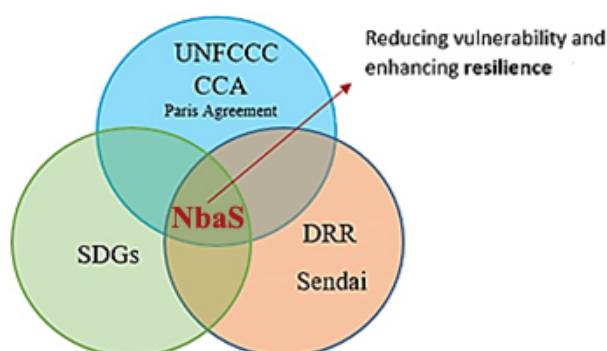 UNFCCC
CCA
Paris Agreement
Reducing vulnerability and
enhancing resilience
NbaS
SDGs
DRR
Sendai